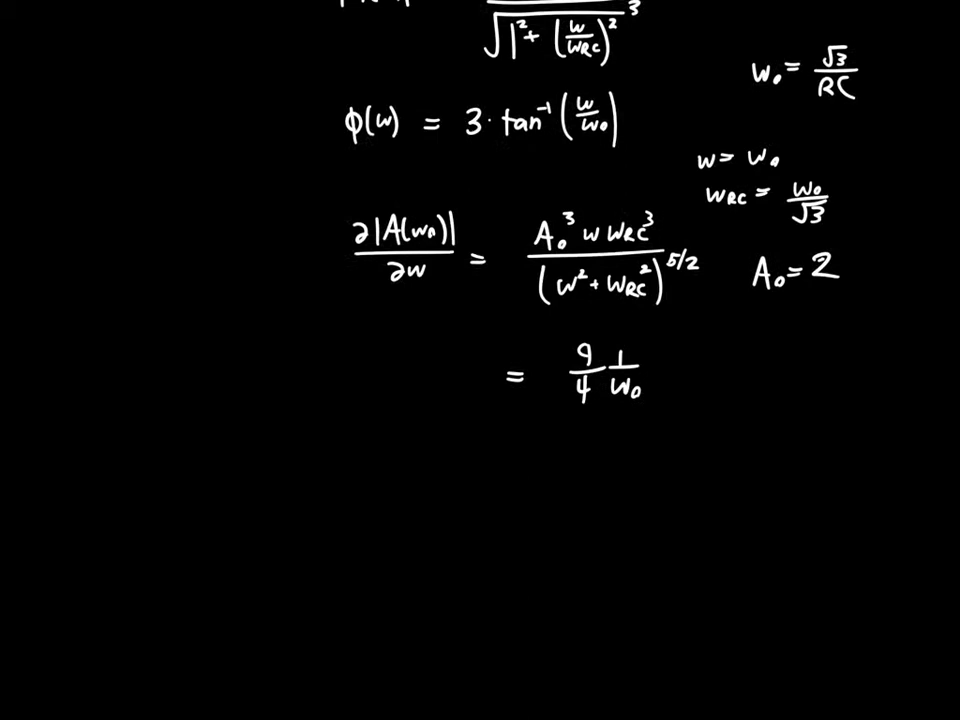 √(1² + (w/wRC)²)³
w₀ = √3/RC
φ(w) = 3 · tan⁻¹(w/w₀)
w = w₀
wRC = w₀/√3
∂|A(w₀)|/∂w = A₀³ w wRC³/(w² + wRC²)^5/2
A₀ = 2
= 9/4 1/w₀